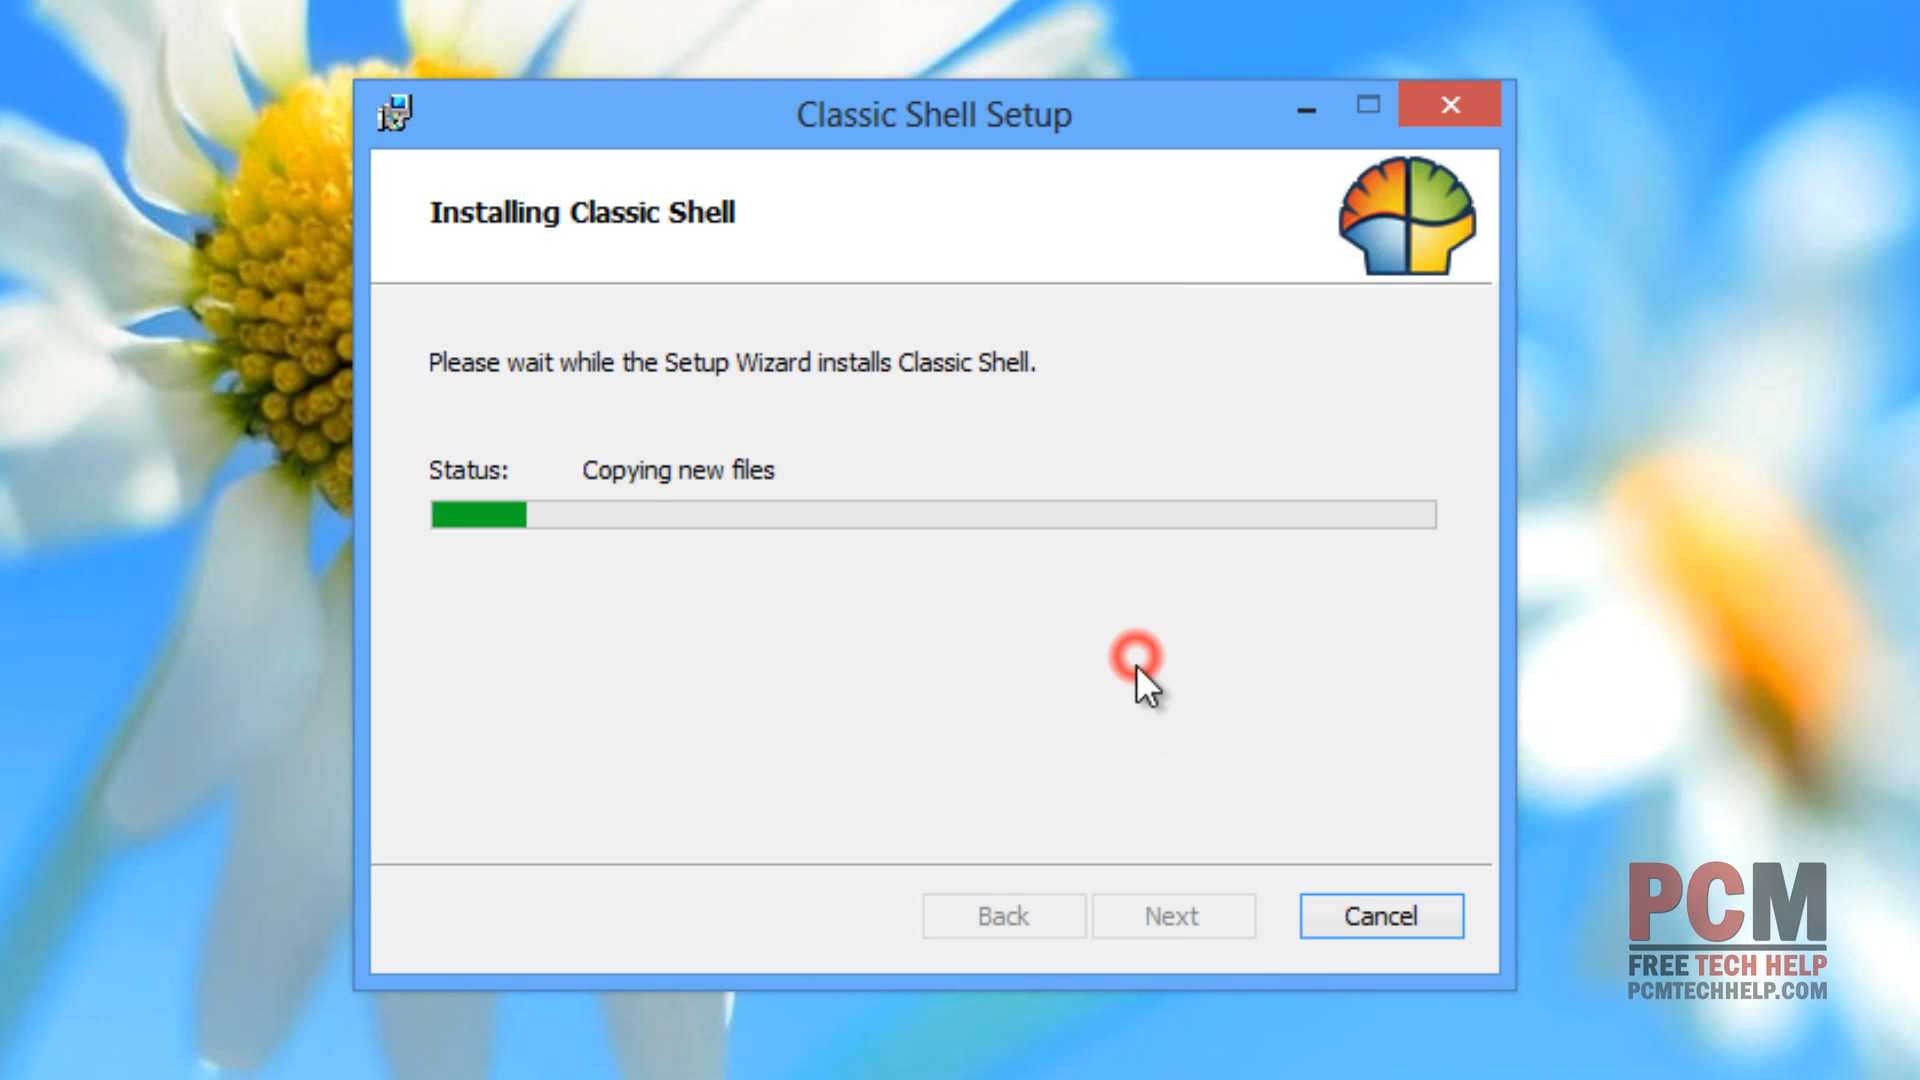 Classic Shell Setup
Installing Classic Shell
Please wait while the Setup Wizard installs Classic Shell.
Status: Copying new files
Back Next Cancel
PCM
FREE TECH HELP
PCMTECHHELP.COM